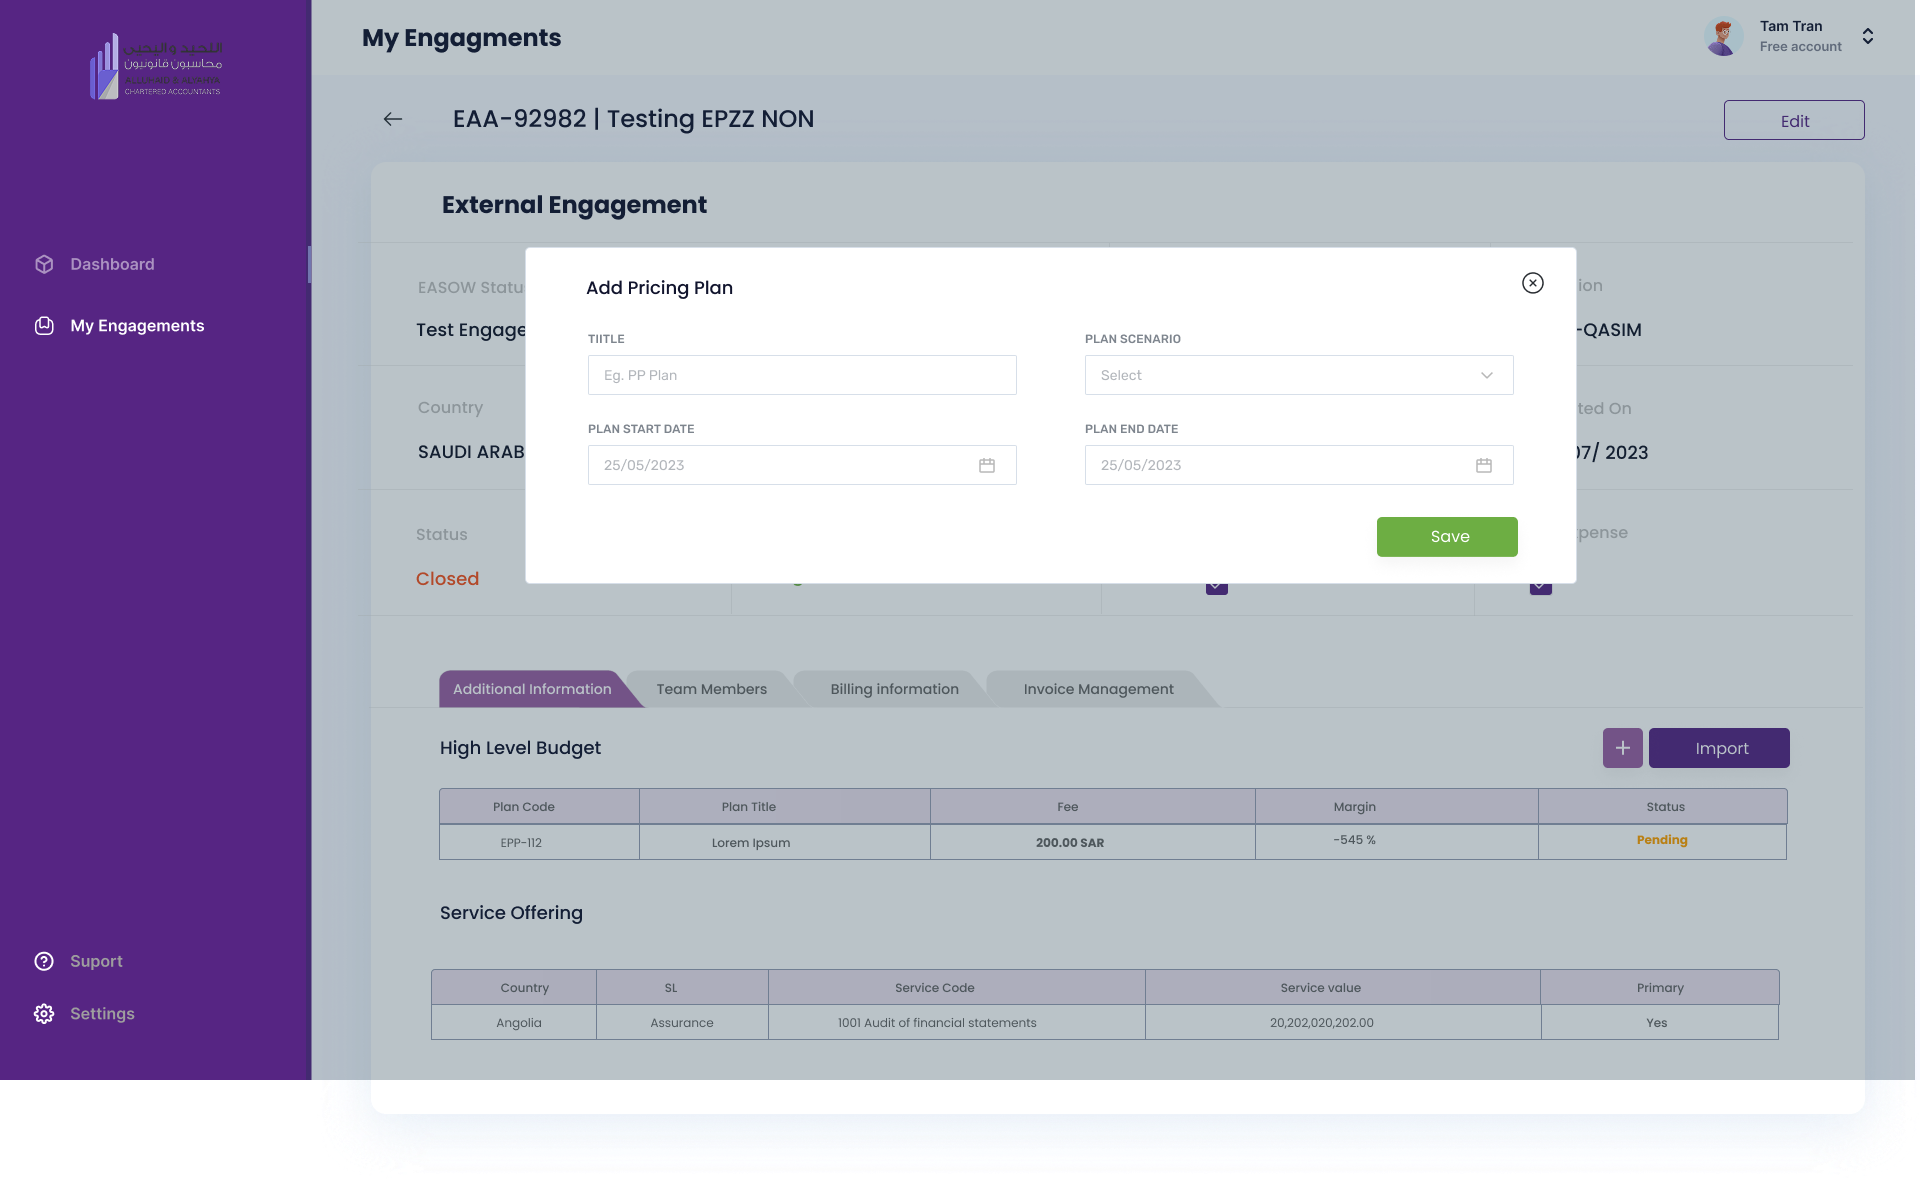 محاسبون قانونيون
CHARTERED ACCOUNTANTS
Dashboard
My Engagements
Suport
Settings
My Engagments
Tam Tran
Free account
EAA-92982 | Testing EPZZ NON
Edit
External Engagement
EASOW Statu
ion
Test Engage
-QASIM
Country
ted On
SAUDI ARAB
07/ 2023
Status
xpense
Closed
Add Pricing Plan
TIITLE
PLAN SCENARIO
Eg. PP Plan
Select
PLAN START DATE
PLAN END DATE
25/05/2023
25/05/2023
Save
Additional Information
Team Members
Billing information
Invoice Management
High Level Budget
+ Import
Plan Code Plan Title Fee Margin Status
EPP-112 Lorem Ipsum 200.00 SAR -545 % Pending
Service Offering
Country SL Service Code Service value Primary
Angolia Assurance 1001 Audit of financial statements 20,202,020,202.00 Yes